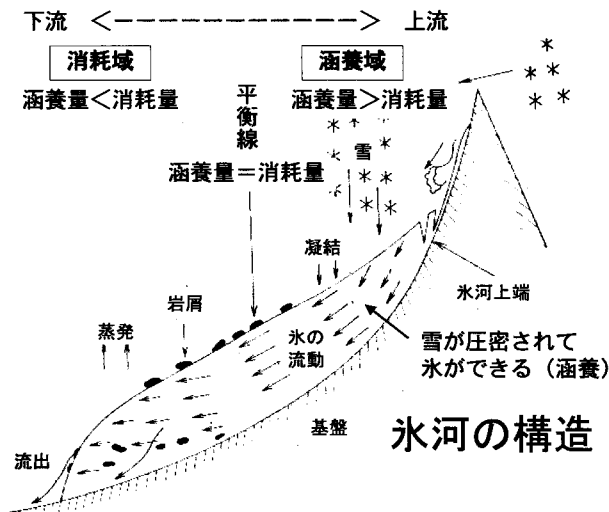 下流 <-----------> 上流
消耗域
涵養域
涵養量<消耗量
涵養量>消耗量
平衡線
雪
涵養量=消耗量
凝結
氷河上端
岩屑
蒸発
氷の
流動
雪が圧密されて
氷ができる(涵養)
基盤
氷河の構造
流出